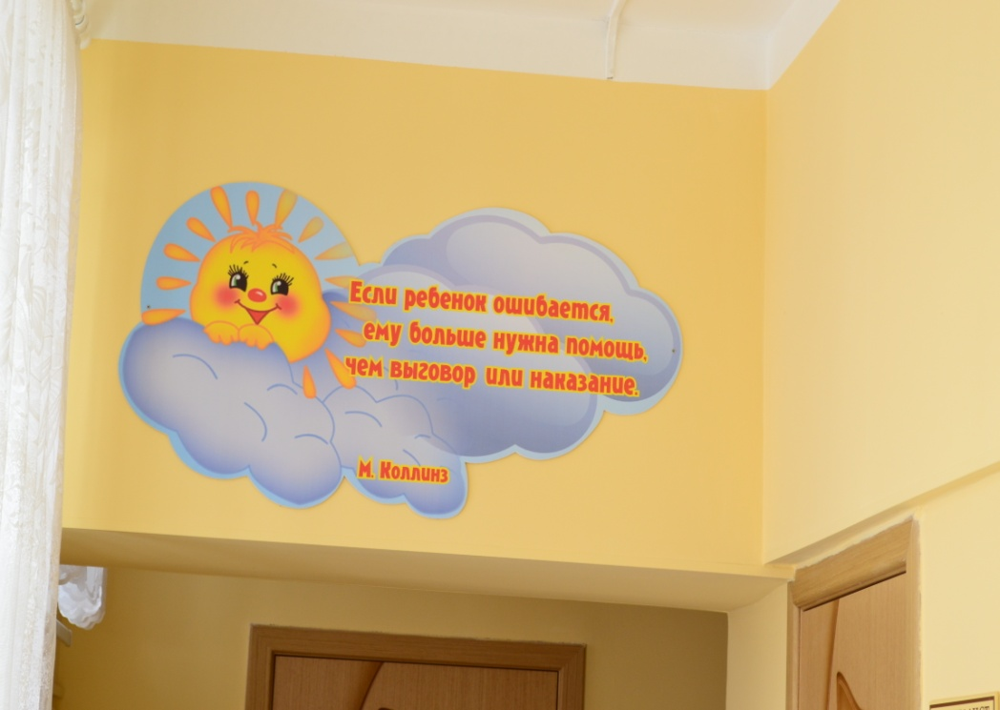 Если ребенок ошибается,
ему больше нужна помощь,
чем выговор или наказание.
М. Коллинз